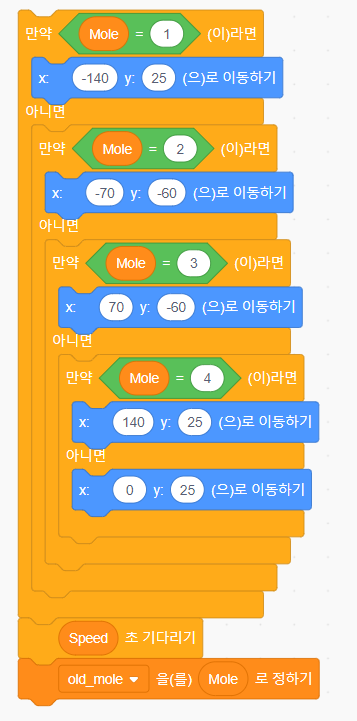 만약 Mole = 1 (이)라면
x: -140 y: 25 (으)로 이동하기
아니면
만약 Mole = 2 (이)라면
x: -70 y: -60 (으)로 이동하기
아니면
만약 Mole = 3 (이)라면
x: 70 y: -60 (으)로 이동하기
아니면
만약 Mole = 4 (이)라면
x: 140 y: 25 (으)로 이동하기
아니면
x: 0 y: 25 (으)로 이동하기
Speed 초 기다리기
old_mole 을(를) Mole 로 정하기